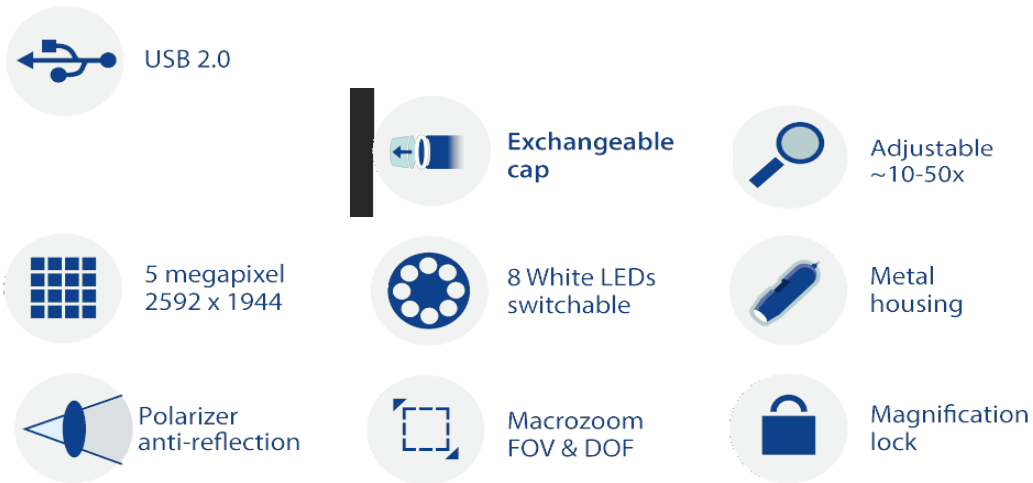 USB 2.0
Exchangeable
cap
Adjustable
~10-50x
5 megapixel
2592 x 1944
8 White LEDs
switchable
Metal
housing
Polarizer
anti-reflection
Macrozoom
FOV & DOF
Magnification
lock